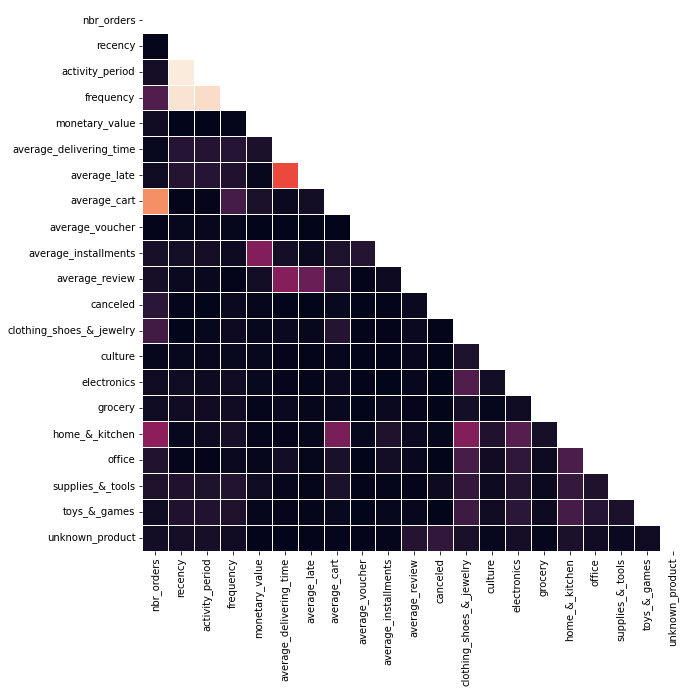 nbr_orders
recency
activity_period
frequency
monetary_value
average_delivering_time
average_late
average_cart
average_voucher
average_installments
average_review
canceled
clothing_shoes_&_jewelry
culture
electronics
grocery
home_&_kitchen
office
supplies_&_tools
toys_&_games
unknown_product
nbr_orders
recency
activity_period
frequency
monetary_value
average_delivering_time
average_late
average_cart
average_voucher
average_installments
average_review
canceled
clothing_shoes_&_jewelry
culture
electronics
grocery
home_&_kitchen
office
supplies_&_tools
toys_&_games
unknown_product